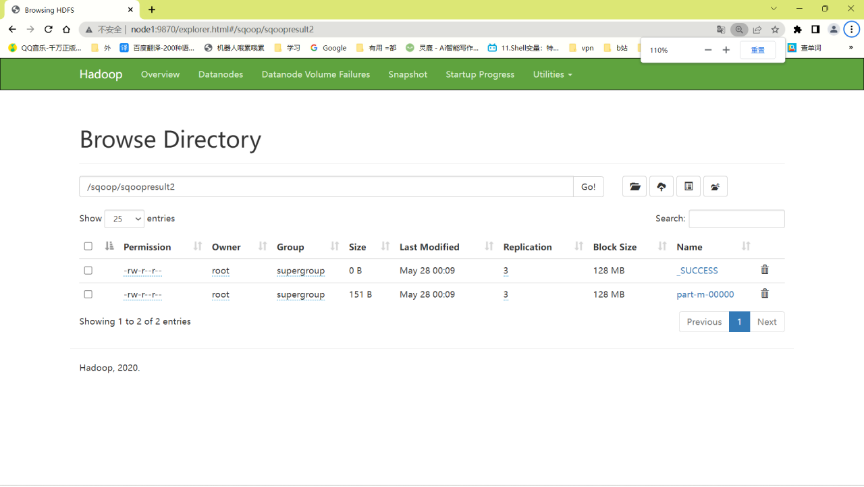 Browsing HDFS
不安全 | node1:9870/explorer.html#/sqoop/sqoopresult2
QQ音乐-千万正版... 外 百度翻译-200种语... 机器人喔累喔累 学习 Google 有用 =部 灵鹿 - Ai智能写作... 11.Shell变量：特... vpn b站 查单词 »
110% 重置
Hadoop Overview Datanodes Datanode Volume Failures Snapshot Startup Progress Utilities
Browse Directory
/sqoop/sqoopresult2 Go!
Show 25 entries Search:
Permission Owner Group Size Last Modified Replication Block Size Name
-rw-r--r-- root supergroup 0 B May 28 00:09 3 128 MB _SUCCESS
-rw-r--r-- root supergroup 151 B May 28 00:09 3 128 MB part-m-00000
Showing 1 to 2 of 2 entries Previous 1 Next
Hadoop, 2020.